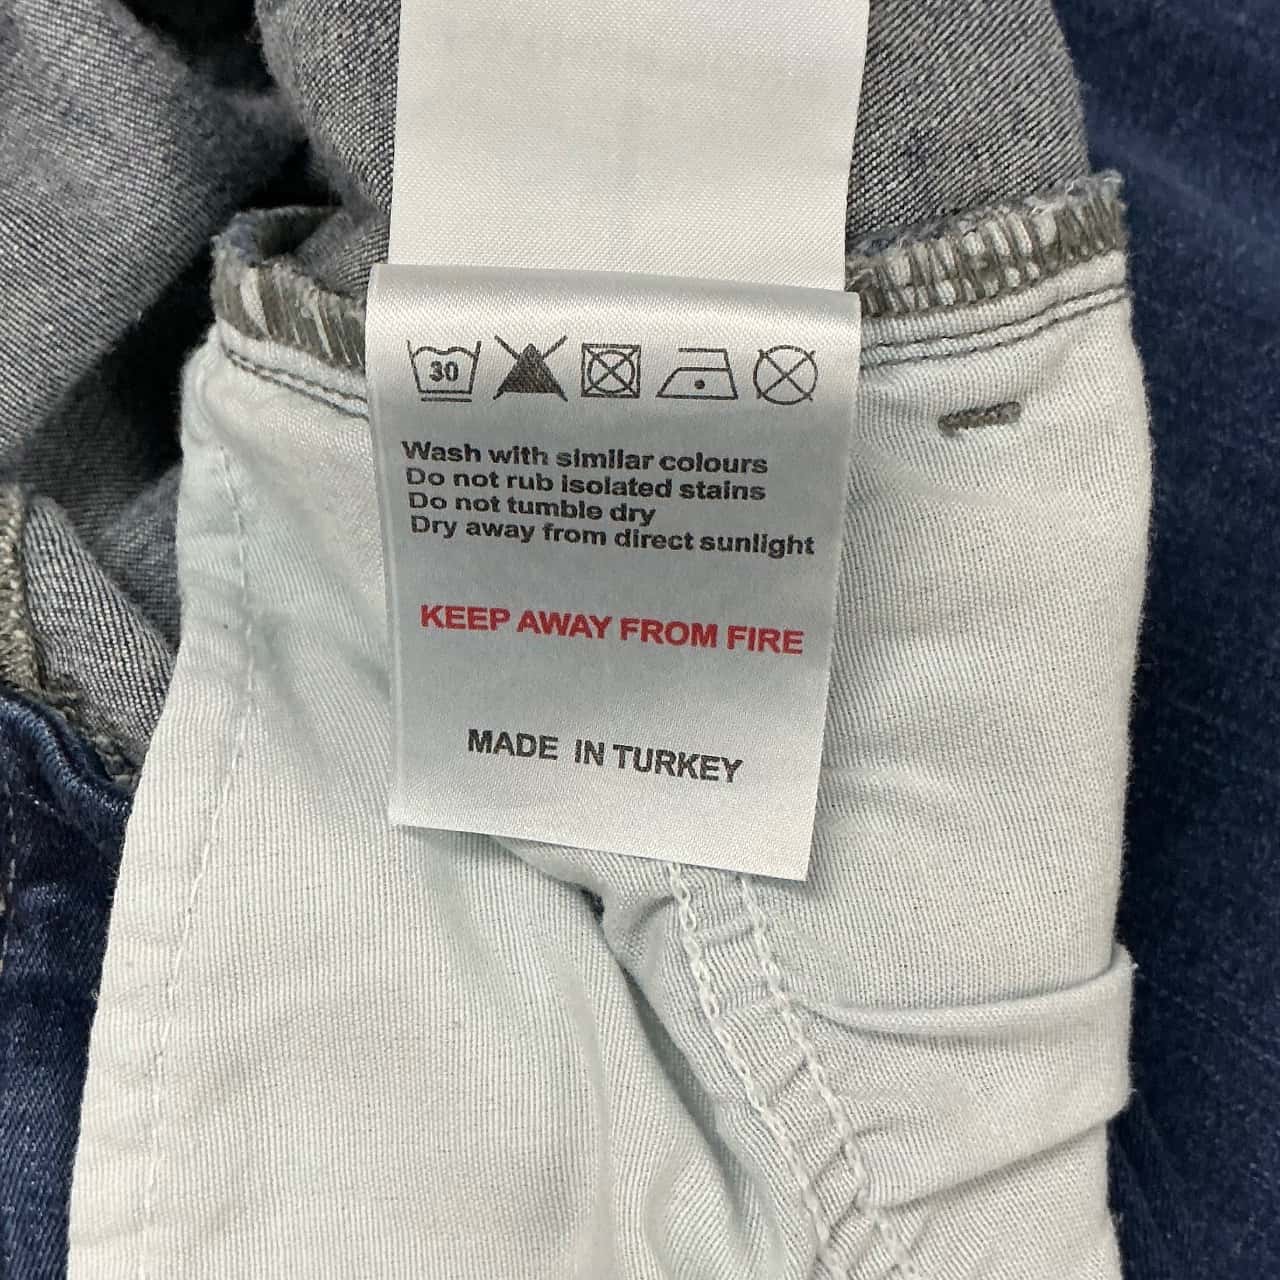 30
Wash with similar colours
Do not rub isolated stains
Do not tumble dry
Dry away from direct sunlight
KEEP AWAY FROM FIRE
MADE IN TURKEY